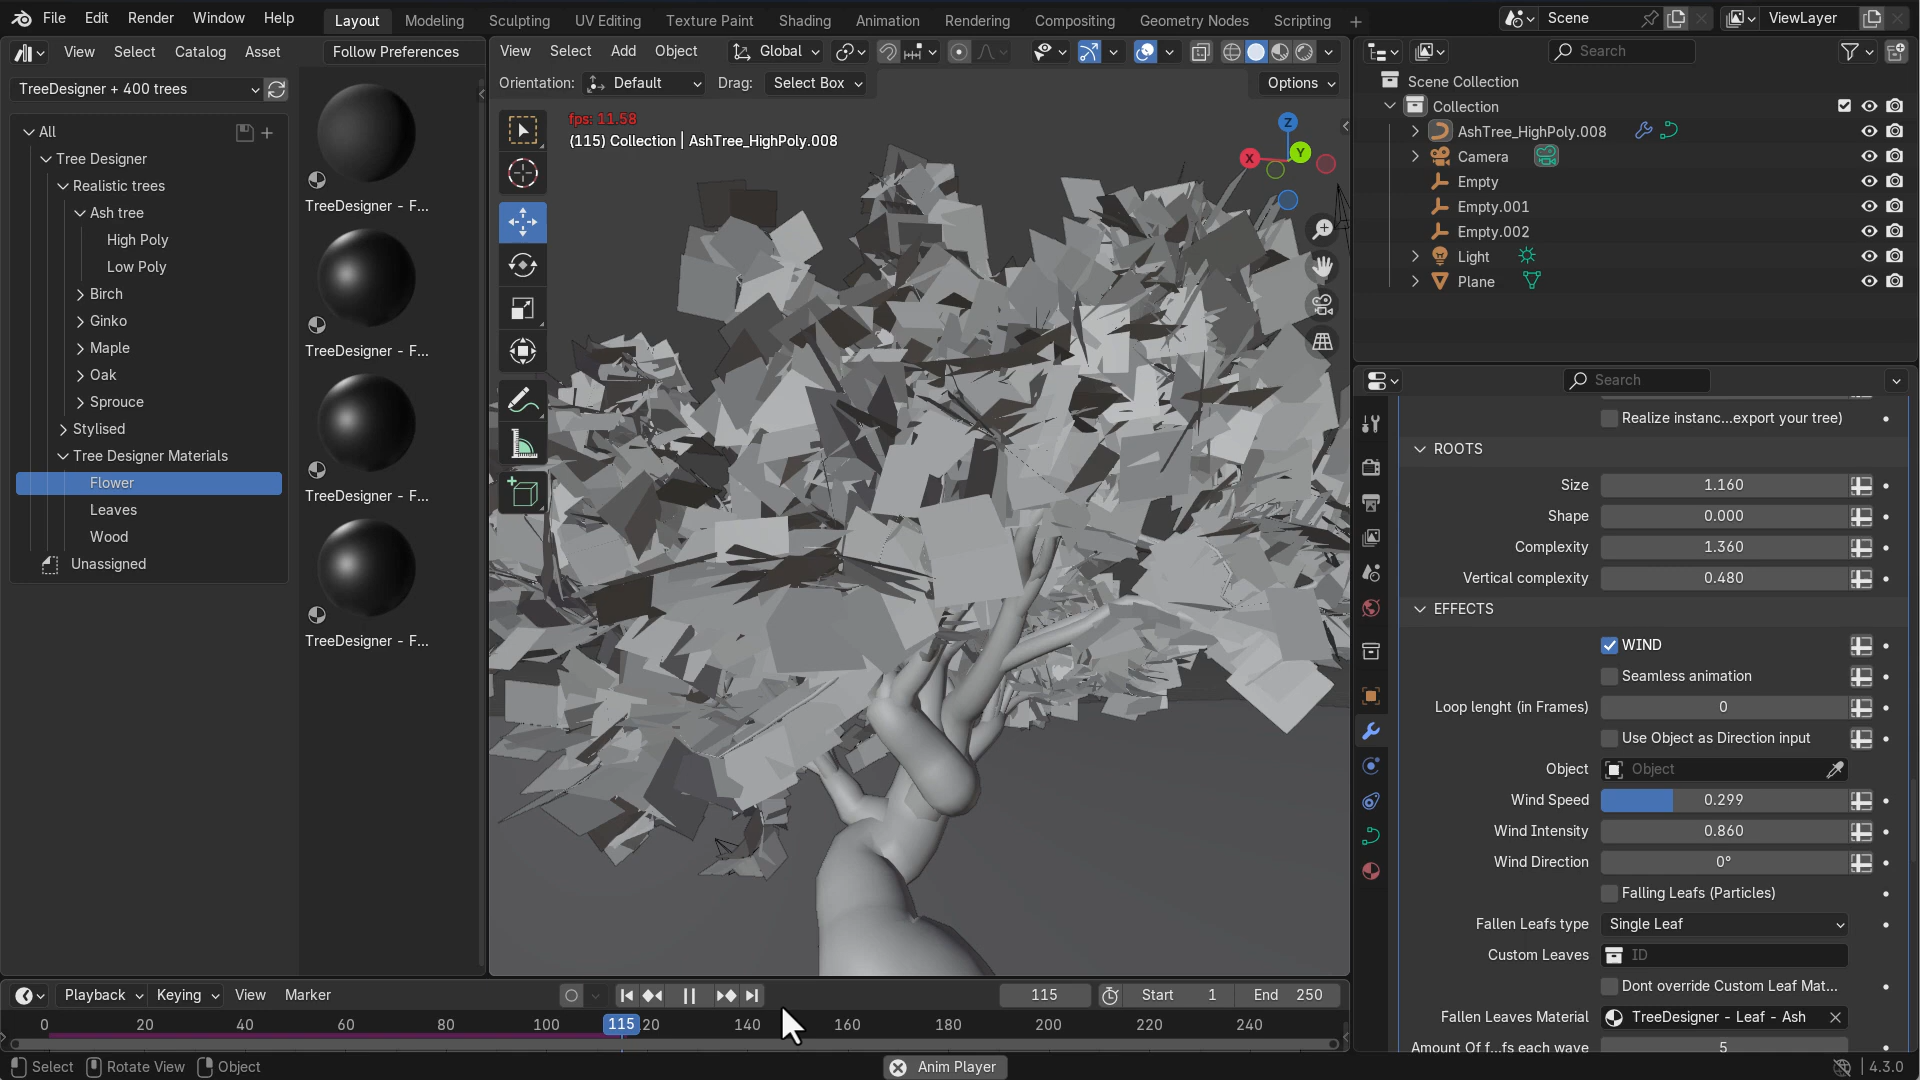 File Edit Render Window Help Layout Modeling Sculpting UV Editing Texture Paint Shading Animation Rendering Compositing Geometry Nodes Scripting + Scene ViewLayer
View Select Catalog Asset Follow Preferences View Select Add Object Global Search
TreeDesigner + 400 trees Orientation: Default Drag: Select Box Options
All
Tree Designer
Realistic trees
Ash tree
High Poly
Low Poly
Birch
Ginko
Maple
Oak
Sprouce
Stylised
Tree Designer Materials
Flower
Leaves
Wood
Unassigned
TreeDesigner - F...
TreeDesigner - F...
TreeDesigner - F...
TreeDesigner - F...
fps: 11.58
(115) Collection | AshTree_HighPoly.008
Z
X
Y
Scene Collection
Collection
AshTree_HighPoly.008
Camera
Empty
Empty.001
Empty.002
Light
Plane
Search
Realize instanc...export your tree)
ROOTS
Size 1.160
Shape 0.000
Complexity 1.360
Vertical complexity 0.480
EFFECTS
WIND
Seamless animation
Loop lenght (in Frames) 0
Use Object as Direction input
Object Object
Wind Speed 0.299
Wind Intensity 0.860
Wind Direction 0°
Falling Leafs (Particles)
Fallen Leafs type Single Leaf
Custom Leaves ID
Dont override Custom Leaf Mat...
Fallen Leaves Material TreeDesigner - Leaf - Ash
Amount Of f...fs each wave 5
Playback Keying View Marker 115 Start 1 End 250
0 20 40 60 80 100 115 20 140 160 180 200 220 240
Select Rotate View Object Anim Player 4.3.0